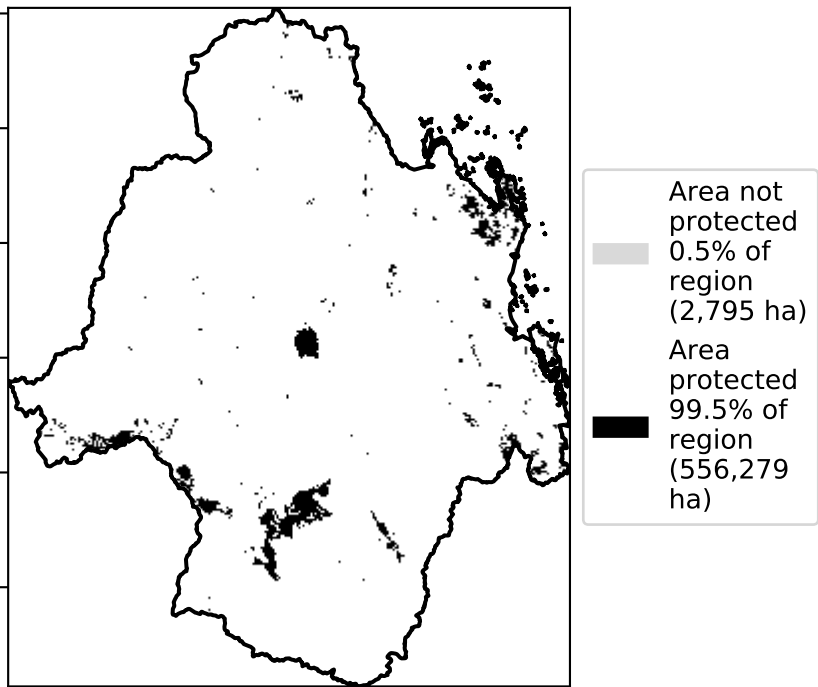 Area not
protected
0.5% of
region
(2,795 ha)
Area
protected
99.5% of
region
(556,279
ha)